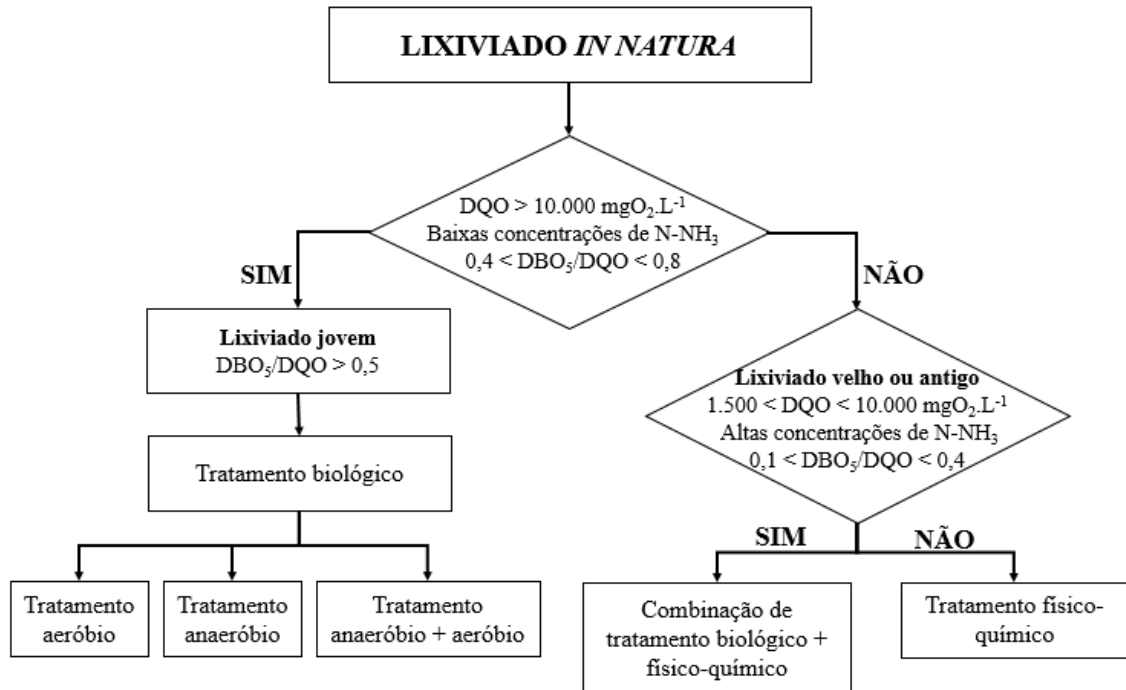 LIXIVIADO IN NATURA
DQO > 10.000 mgO₂.L⁻¹
Baixas concentrações de N-NH₃
0,4 < DBO₅/DQO < 0,8
SIM
NÃO
Lixiviado jovem
DBO₅/DQO > 0,5
Lixiviado velho ou antigo
1.500 < DQO < 10.000 mgO₂.L⁻¹
Altas concentrações de N-NH₃
0,1 < DBO₅/DQO < 0,4
Tratamento biológico
SIM
NÃO
Tratamento
aeróbio
Tratamento
anaeróbio
Tratamento
anaeróbio + aeróbio
Combinação de
tratamento biológico +
físico-químico
Tratamento físico-
químico